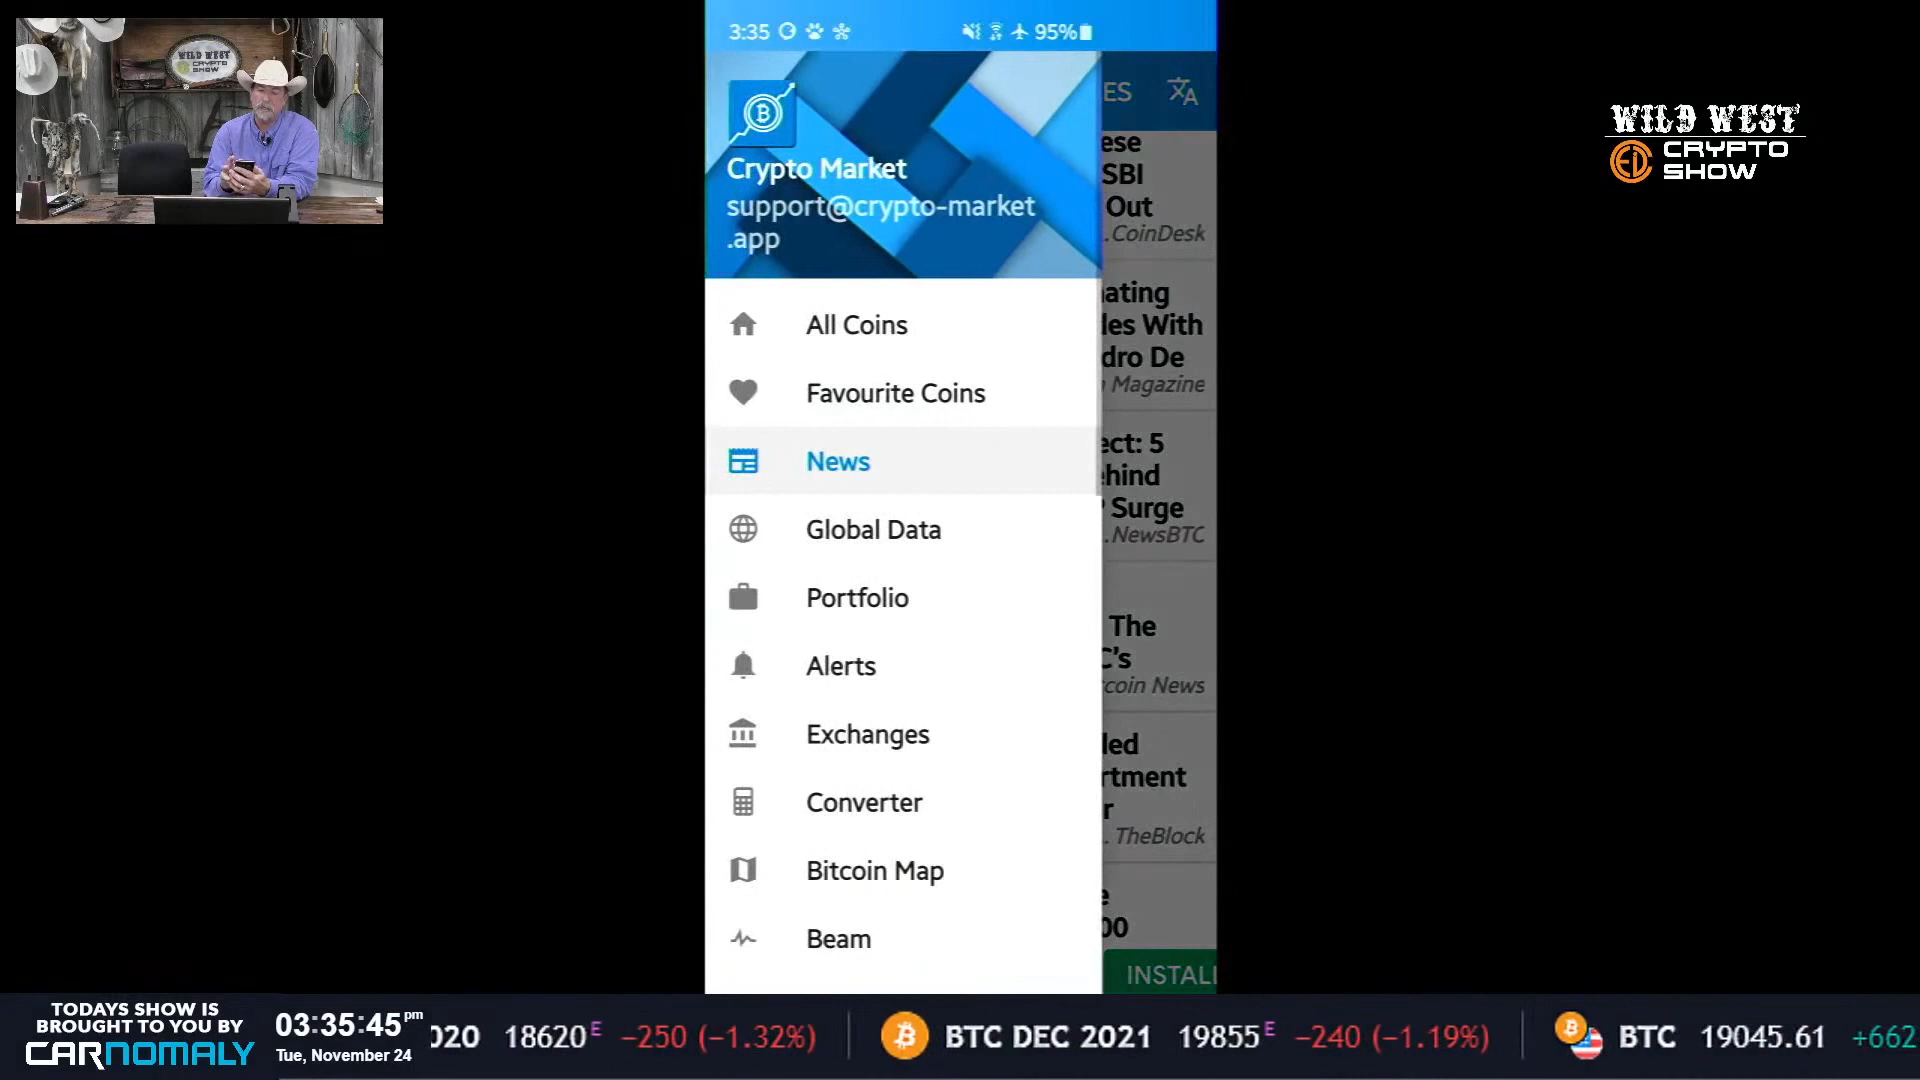 WILD WEST
CRYPTO
SHOW
3:35
95%
Crypto Market
support@crypto-market
.app
All Coins
Favourite Coins
News
Global Data
Portfolio
Alerts
Exchanges
Converter
Bitcoin Map
Beam
ES
ese
SBI
Out
.CoinDesk
ating
les With
dro De
Magazine
ect: 5
hind
Surge
.NewsBTC
The
C's
coin News
led
rtment
r
. TheBlock
e
00
INSTALL
WILD WEST
CRYPTO
SHOW
TODAYS SHOW IS
BROUGHT TO YOU BY
CARNOMALY
03:35:45 pm
Tue, November 24
020 18620 E -250 (-1.32%)
BTC DEC 2021 19855 E -240 (-1.19%)
BTC 19045.61 +662